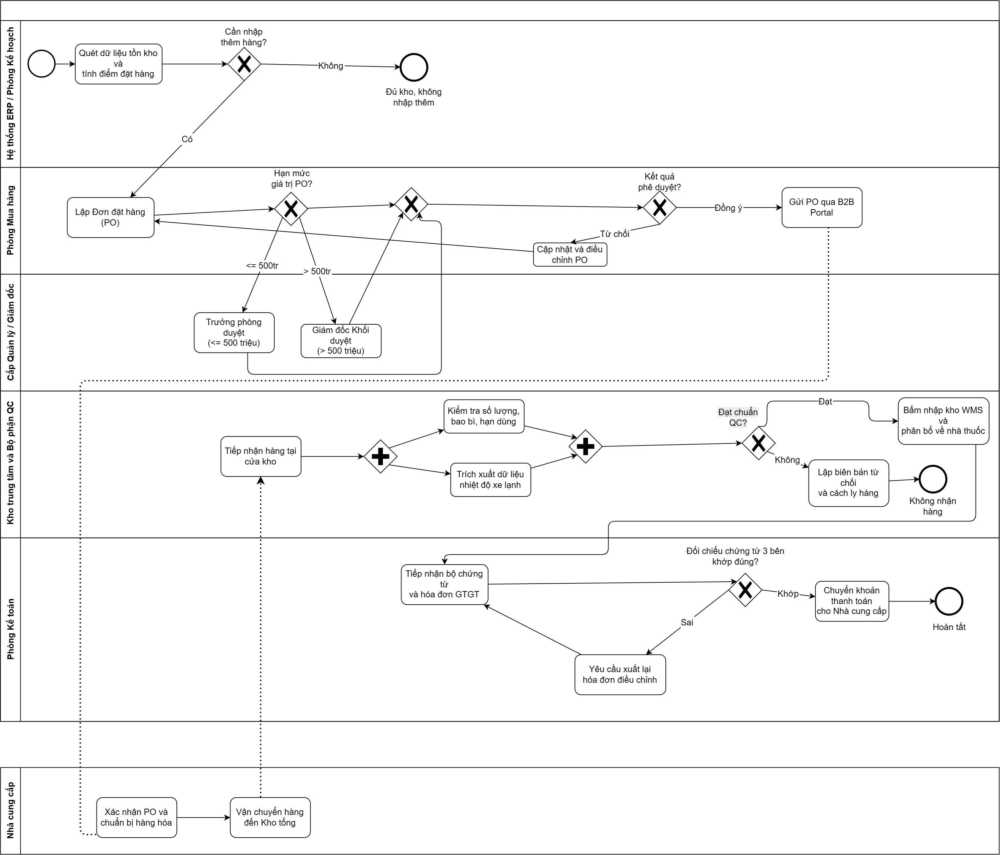 Hệ thống ERP / Phòng Kế hoạch
Cần nhập
thêm hàng?
Quét dữ liệu tồn kho
và
tính điểm đặt hàng
Không
Đủ kho, không
nhập thêm
Có
Phòng Mua hàng
Hạn mức
giá trị PO?
Kết quả
phê duyệt?
Lập Đơn đặt hàng
(PO)
Đồng ý
Gửi PO qua B2B
Portal
Từ chối
Cập nhật và điều
chỉnh PO
<= 500tr
> 500tr
Cấp Quản lý / Giám đốc
Trưởng phòng
duyệt
(<= 500 triệu)
Giám đốc Khối
duyệt
(> 500 triệu)
Kho trung tâm và Bộ phận QC
Kiểm tra số lượng,
bao bì, hạn dùng
Đạt chuẩn
QC?
Đạt
Bấm nhập kho WMS
và
phân bổ về nhà thuốc
Tiếp nhận hàng tại
cửa kho
Không
Trích xuất dữ liệu
nhiệt độ xe lạnh
Lập biên bản từ
chối
và cách ly hàng
Không nhận
hàng
Phòng Kế toán
Đối chiếu chứng từ 3 bên
khớp đúng?
Tiếp nhận bộ chứng
từ
và hóa đơn GTGT
Khớp
Chuyển khoản
thanh toán
cho Nhà cung cấp
Sai
Hoàn tất
Yêu cầu xuất lại
hóa đơn điều chỉnh
Nhà cung cấp
Xác nhận PO và
chuẩn bị hàng hóa
Vận chuyển hàng
đến Kho tổng